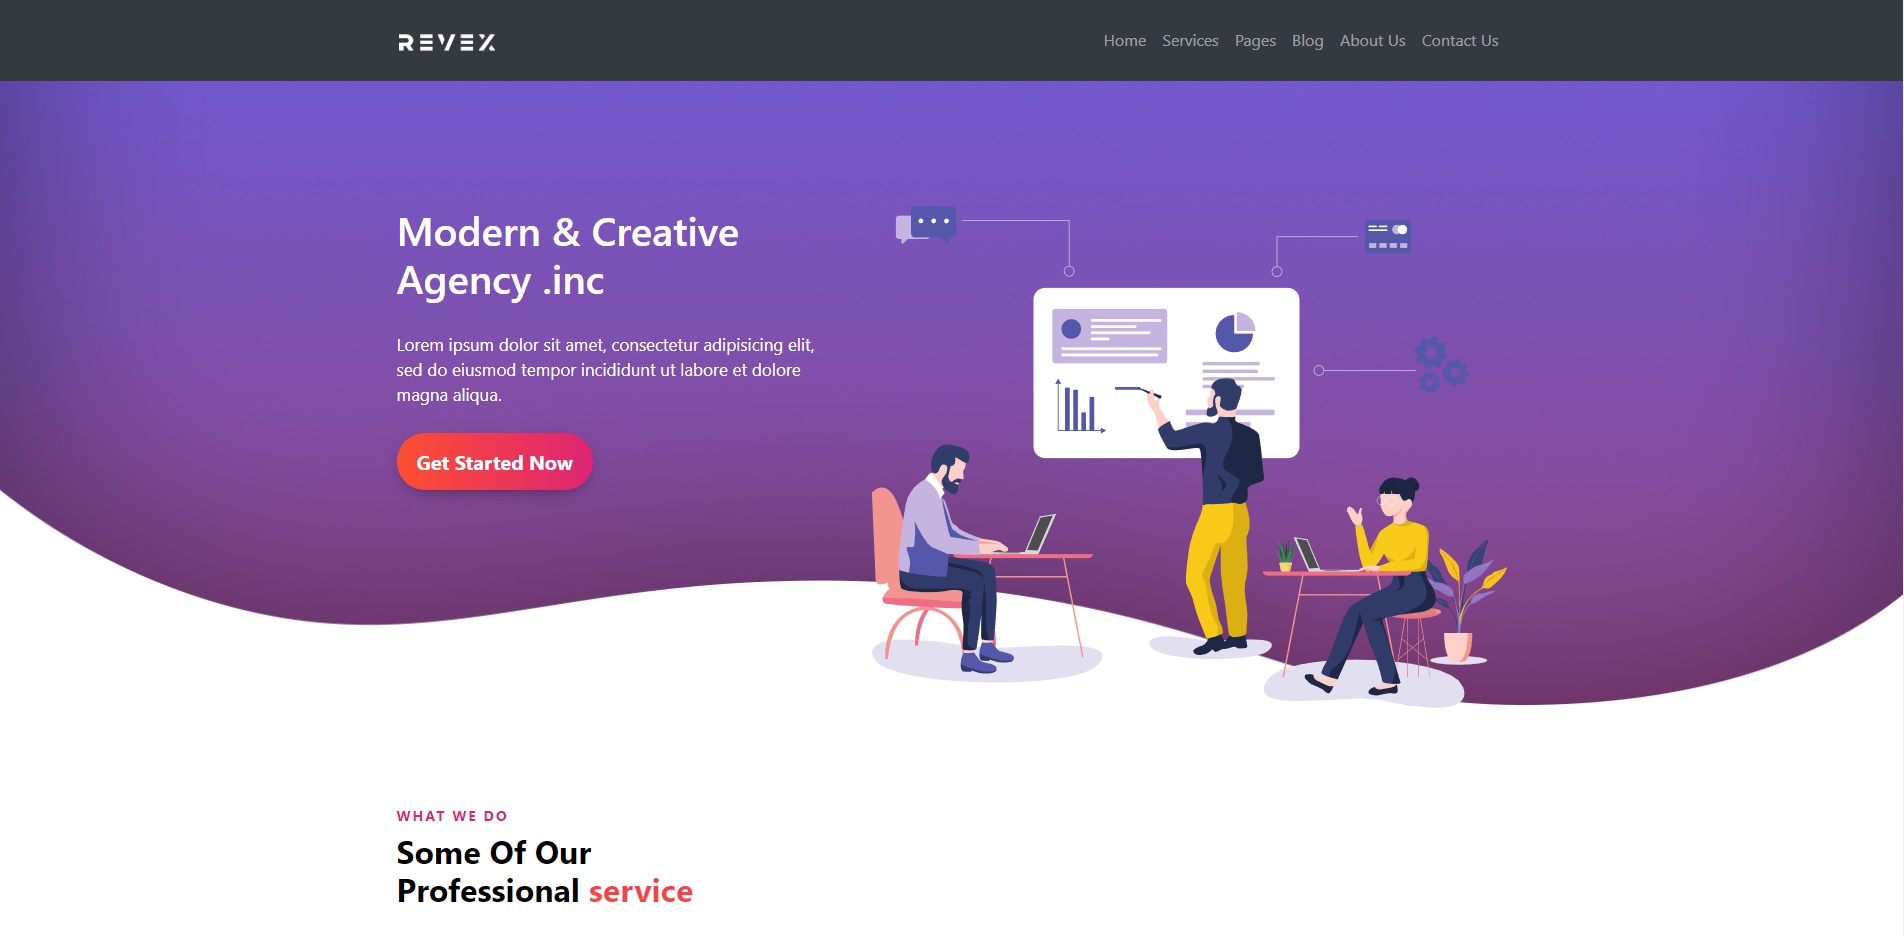 REVEX
Home Services Pages Blog About Us Contact Us
Modern & Creative
Agency .inc
Lorem ipsum dolor sit amet, consectetur adipisicing elit,
sed do eiusmod tempor incididunt ut labore et dolore
magna aliqua.
Get Started Now
WHAT WE DO
Some Of Our
Professional service